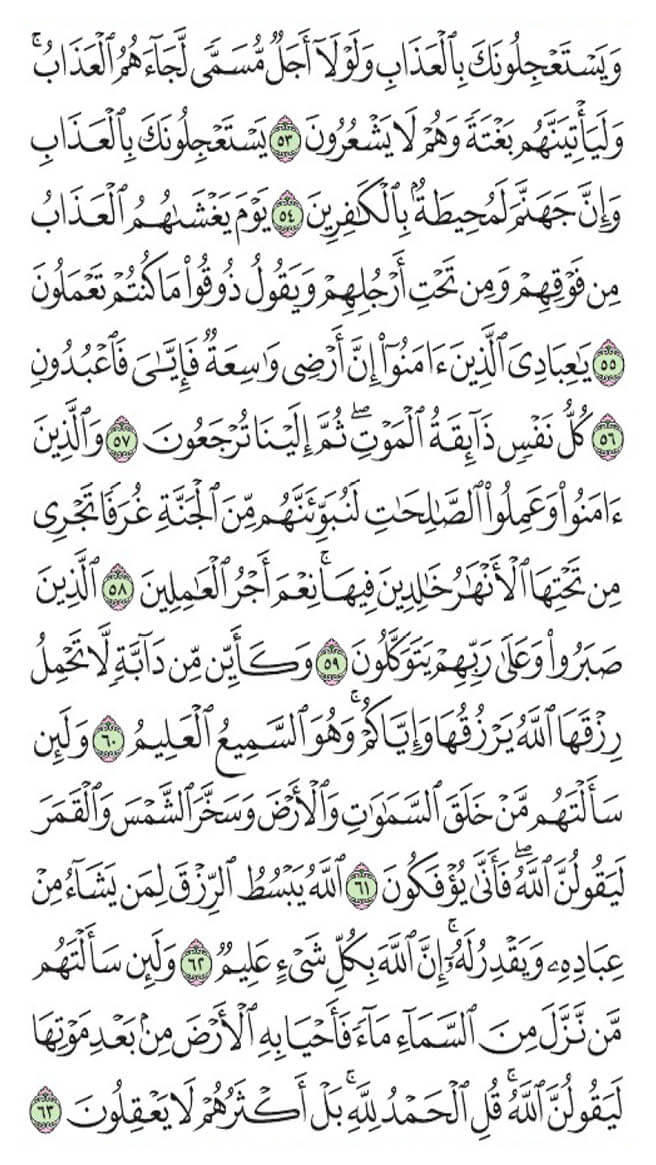 وَيَسْتَعْجِلُونَكَ بِٱلْعَذَابِ وَلَوْلَآ أَجَلٌ مُّسَمًّى لَّجَآءَهُمُ ٱلْعَذَابُۚ
وَلَيَأْتِيَنَّهُم بَغْتَةً وَهُمْ لَا يَشْعُرُونَ ٥٣ يَسْتَعْجِلُونَكَ بِٱلْعَذَابِ
وَإِنَّ جَهَنَّمَ لَمُحِيطَةٌۢ بِٱلْكَٰفِرِينَ ٥٤ يَوْمَ يَغْشَىٰهُمُ ٱلْعَذَابُ
مِن فَوْقِهِمْ وَمِن تَحْتِ أَرْجُلِهِمْ وَيَقُولُ ذُوقُوا۟ مَا كُنتُمْ تَعْمَلُونَ
٥٥ يَٰعِبَادِىَ ٱلَّذِينَ ءَامَنُوٓا۟ إِنَّ أَرْضِى وَٰسِعَةٌ فَإِيَّٰىَ فَٱعْبُدُونِ
٥٦ كُلُّ نَفْسٍ ذَآئِقَةُ ٱلْمَوْتِۖ ثُمَّ إِلَيْنَا تُرْجَعُونَ ٥٧ وَٱلَّذِينَ
ءَامَنُوا۟ وَعَمِلُوا۟ ٱلصَّٰلِحَٰتِ لَنُبَوِّئَنَّهُم مِّنَ ٱلْجَنَّةِ غُرَفًا تَجْرِى
مِن تَحْتِهَا ٱلْأَنْهَٰرُ خَٰلِدِينَ فِيهَاۚ نِعْمَ أَجْرُ ٱلْعَٰمِلِينَ ٥٨ ٱلَّذِينَ
صَبَرُوا۟ وَعَلَىٰ رَبِّهِمْ يَتَوَكَّلُونَ ٥٩ وَكَأَيِّن مِّن دَآبَّةٍ لَّا تَحْمِلُ
رِزْقَهَا ٱللَّهُ يَرْزُقُهَا وَإِيَّاكُمْۚ وَهُوَ ٱلسَّمِيعُ ٱلْعَلِيمُ ٦٠ وَلَئِن
سَأَلْتَهُم مَّنْ خَلَقَ ٱلسَّمَٰوَٰتِ وَٱلْأَرْضَ وَسَخَّرَ ٱلشَّمْسَ وَٱلْقَمَرَ
لَيَقُولُنَّ ٱللَّهُۖ فَأَنَّىٰ يُؤْفَكُونَ ٦١ ٱللَّهُ يَبْسُطُ ٱلرِّزْقَ لِمَن يَشَآءُ مِنْ
عِبَادِهِۦ وَيَقْدِرُ لَهُۥٓۚ إِنَّ ٱللَّهَ بِكُلِّ شَىْءٍ عَلِيمٌ ٦٢ وَلَئِن سَأَلْتَهُم
مَّن نَّزَّلَ مِنَ ٱلسَّمَآءِ مَآءً فَأَحْيَا بِهِ ٱلْأَرْضَ مِنۢ بَعْدِ مَوْتِهَا
لَيَقُولُنَّ ٱللَّهُۚ قُلِ ٱلْحَمْدُ لِلَّهِۚ بَلْ أَكْثَرُهُمْ لَا يَعْقِلُونَ ٦٣